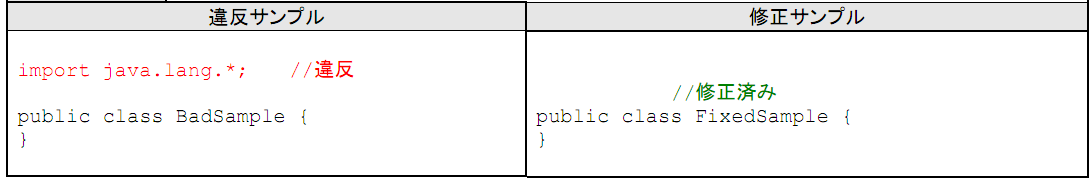 違反サンプル
修正サンプル
import java.lang.*;    //違反
public class BadSample {
}
//修正済み
public class FixedSample {
}